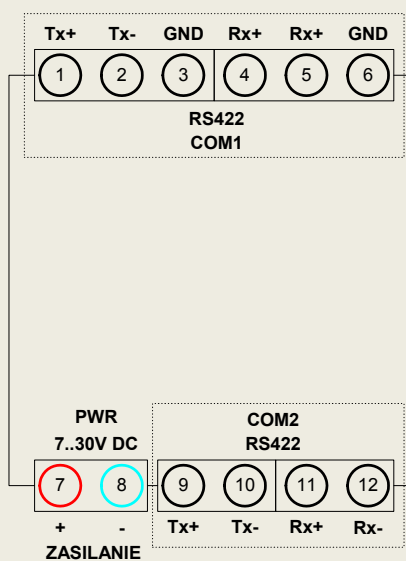 Tx+ Tx- GND Rx+ Rx+ GND
1 2 3 4 5 6
RS422
COM1
PWR
7..30V DC
COM2
RS422
7 8 9 10 11 12
+ - Tx+ Tx- Rx+ Rx-
ZASILANIE